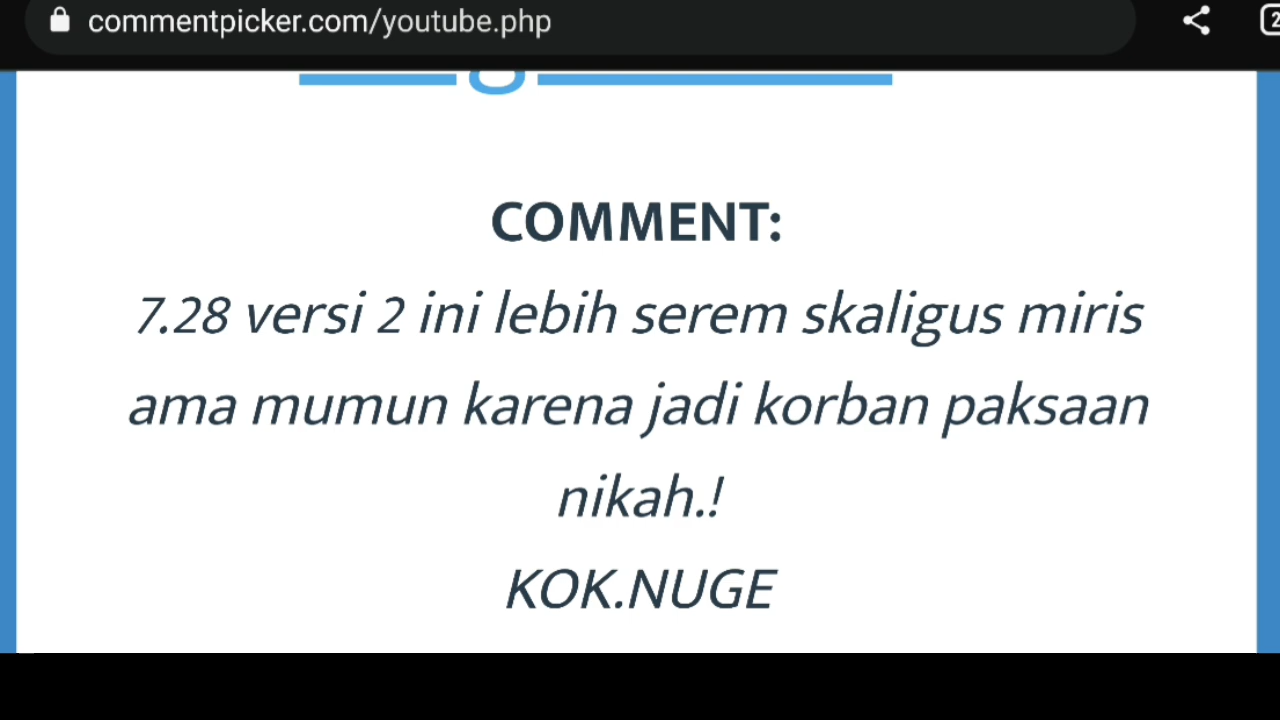 commentpicker.com/youtube.php
COMMENT:
7.28 versi 2 ini lebih serem skaligus miris
ama mumun karena jadi korban paksaan
nikah.!
KOK.NUGE